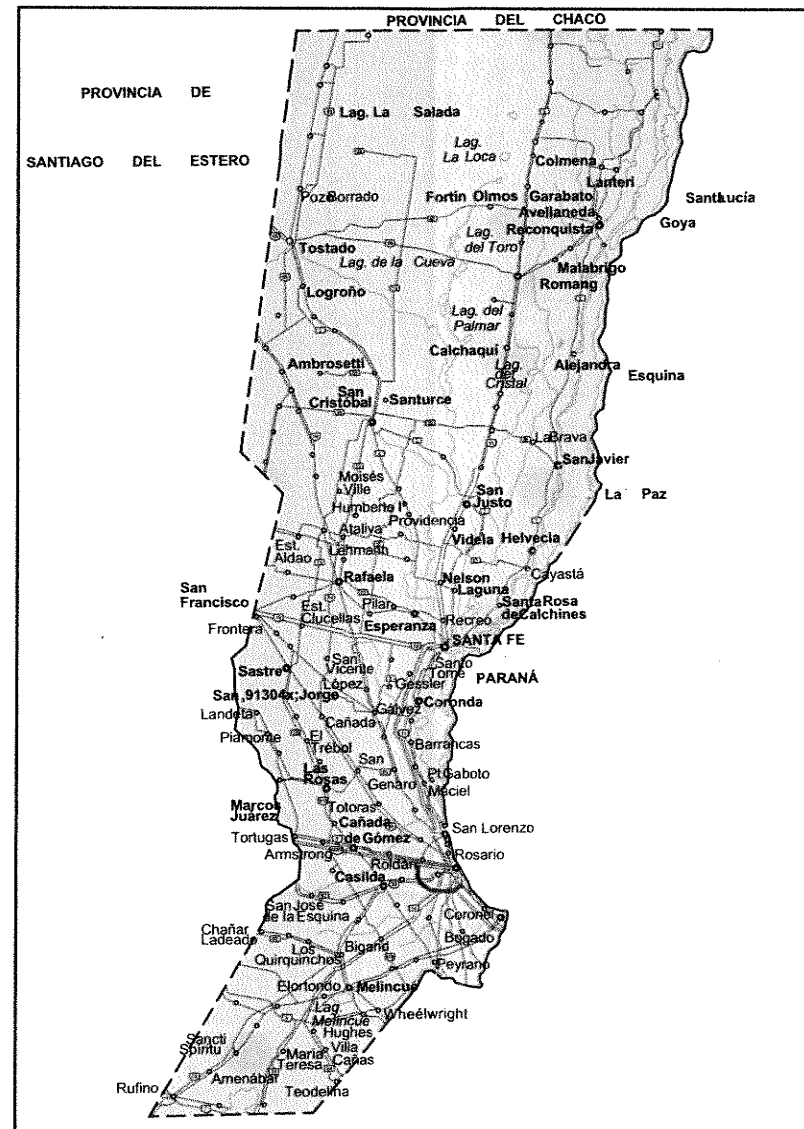 PROVINCIA DEL CHACO
PROVINCIA DE
SANTIAGO DEL ESTERO
Lag. La Salada
Lag.
La Loca
Colmena
Lanteri
Pozo Borrado
Fortín Olmos
Garabato
Avellaneda
Reconquista
Santa Lucía
Goya
Tostado
Lag.
del Toro
Lag. de la Cueva
Malabrigo
Romang
Logroño
Lag. del
Palmar
Calchaquí
Ambrosetti
Lag.
del
Cristal
Alejandra
Esquina
San
Cristóbal
Santurce
La Brava
San Javier
Moisés
Ville
San
Justo
La Paz
Humberto Iº
Providencia
Ataliva
Videla
Helvecia
Est.
Aldao
Lehmann
Cayastá
Rafaela
Nelson
Laguna
San
Francisco
Est.
Clucellas
Pilar
Esperanza
Recreo
Santa Rosa
de Calchines
Frontera
SANTA FE
San
Vicente
Santo
Tomé
Sastre
PARANÁ
López
Gessler
San ,91304x;Jorge
Coronda
Landeta
Gálvez
Cañada
Piamonte
El
Trébol
Barrancas
Las
Rosas
San
Genaro
Pt.Gaboto
Maciel
Marcos
Juárez
Totoras
Cañada
de Gómez
San Lorenzo
Tortugas
Armstrong
Roldán
Rosario
Casilda
San José
de la Esquina
Coronel
Bogado
Chañar
Ladeado
Los
Quirquinchos
Bigand
Peyrano
Elortondo
Melincué
Lag.
Melincué
Wheélwright
Hughes
Sancti
Spiritu
María
Teresa
Villa
Cañas
Rufino
Amenábar
Teodelina